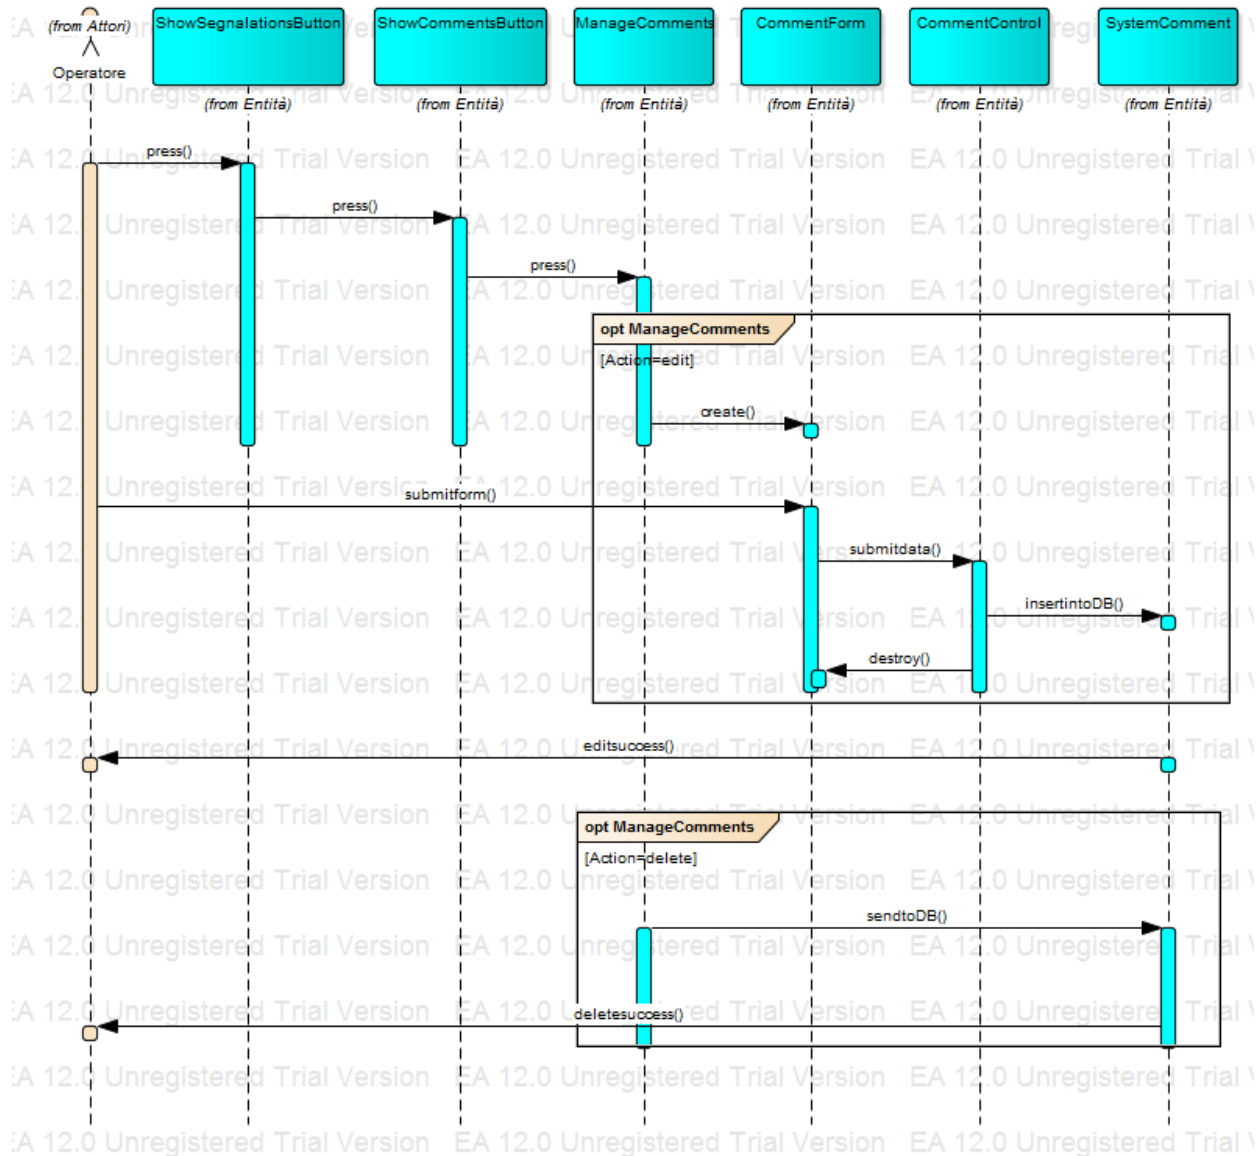 (from Attori)
Operatore
ShowSegnalationsButton
(from Entità)
ShowCommentsButton
(from Entità)
ManageComments
(from Entità)
CommentForm
(from Entità)
CommentControl
(from Entità)
SystemComment
(from Entità)
press()
press()
press()
opt ManageComments
[Action=edit]
create()
submitform()
submitdata()
insertintoDB()
destroy()
editsuccess()
opt ManageComments
[Action=delete]
sendtoDB()
deletesuccess()
EA 12.0 Unregistered Trial Version